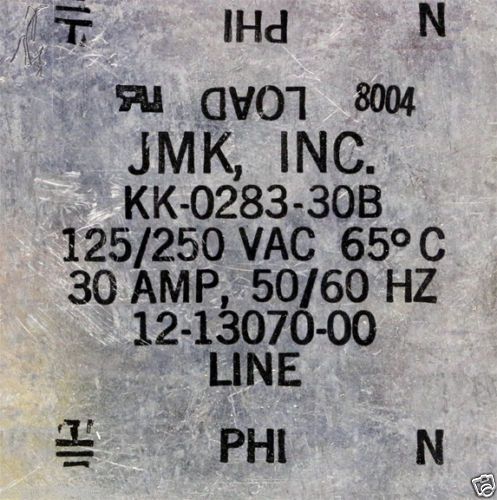 PHI N
LOAD 8004
JMK, INC.
KK-0283-30B
125/250 VAC 65°C
30 AMP, 50/60 HZ
12-13070-00
LINE
PHI N